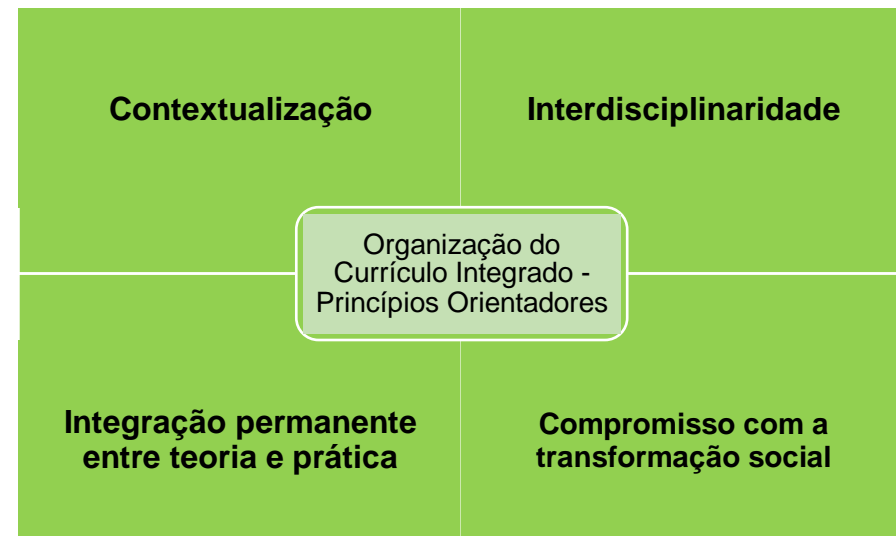 Contextualização
Interdisciplinaridade
Organização do
Currículo Integrado -
Princípios Orientadores
Integração permanente
entre teoria e prática
Compromisso com a
transformação social